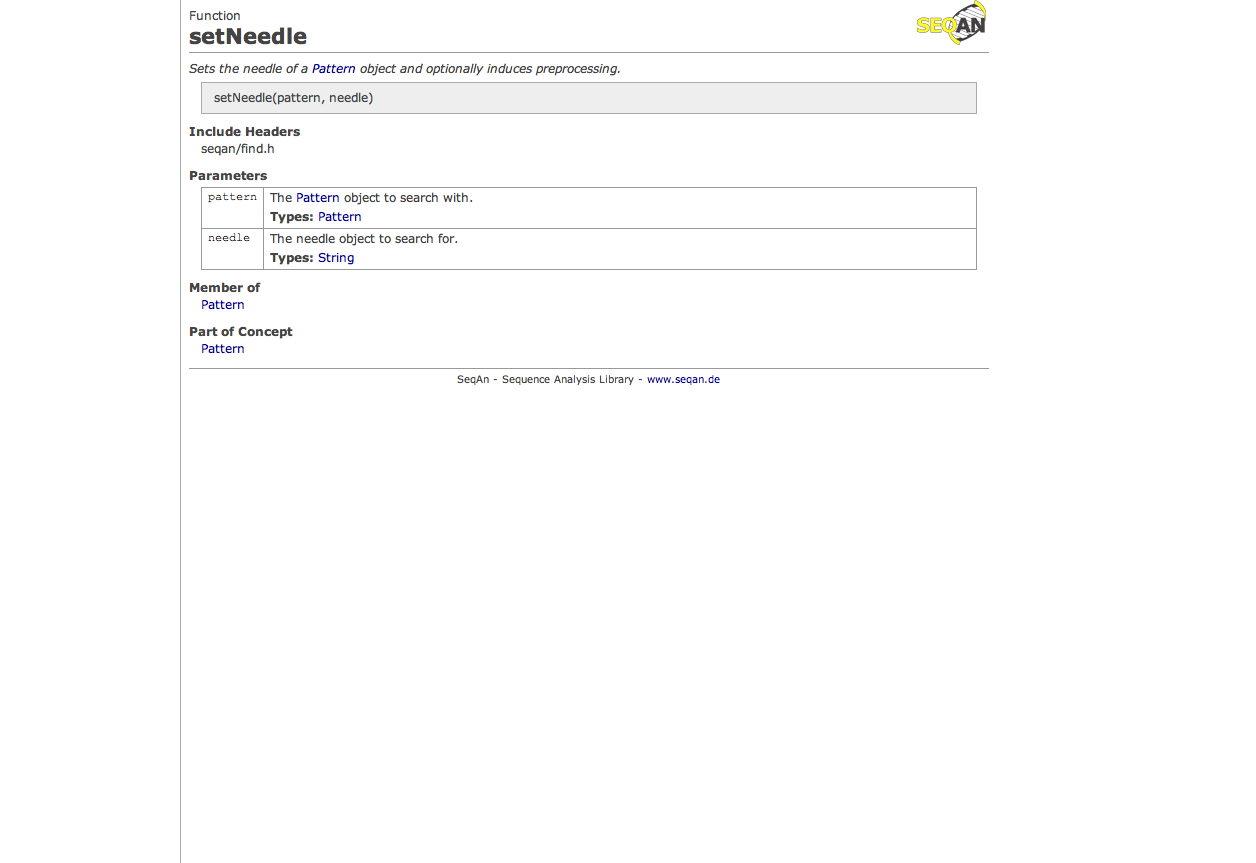 Function
SEQAN
setNeedle
Sets the needle of a Pattern object and optionally induces preprocessing.
setNeedle(pattern, needle)
Include Headers
seqan/find.h
Parameters
pattern The Pattern object to search with.
Types: Pattern
needle The needle object to search for.
Types: String
Member of
Pattern
Part of Concept
Pattern
SeqAn - Sequence Analysis Library - www.seqan.de